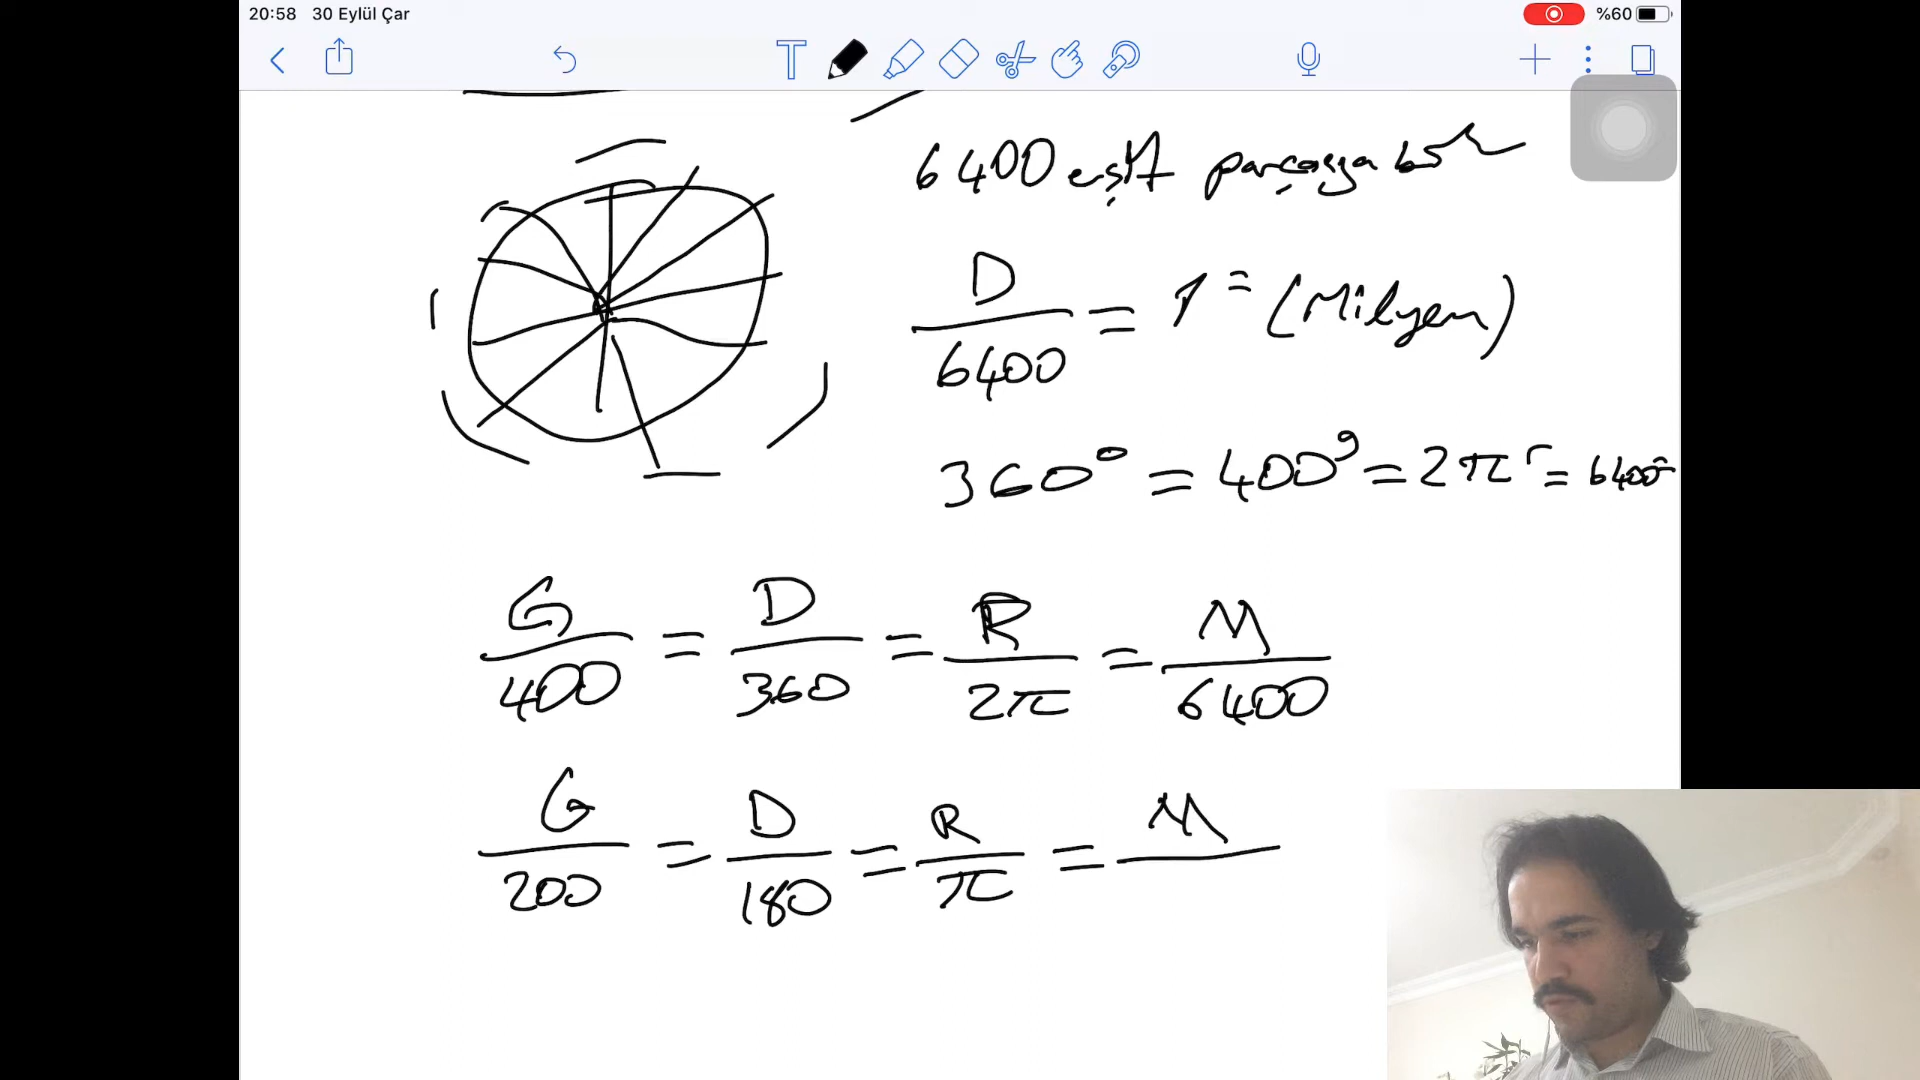 20:58 30 Eylül Çar %60
T
6400 eşit parçaya böl
D/6400 = 1⁼ = (Milyem)
360° = 400ᵍ = 2πʳ = 6400⁼
G/400 = D/360 = R/2π = M/6400
G/200 = D/180 = R/π = M